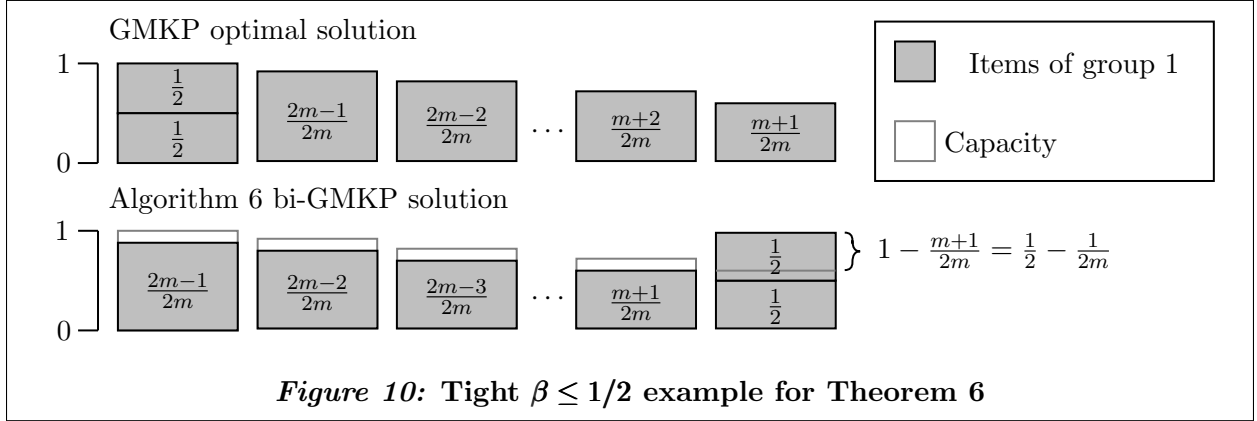 GMKP optimal solution
1
0
1/2
1/2
2m−1/2m
2m−2/2m
...
m+2/2m
m+1/2m
Items of group 1
Capacity
Algorithm 6 bi-GMKP solution
1
0
2m−1/2m
2m−2/2m
2m−3/2m
...
m+1/2m
1/2
1/2
} 1 − m+1/2m = 1/2 − 1/2m
Figure 10: Tight β ≤ 1/2 example for Theorem 6